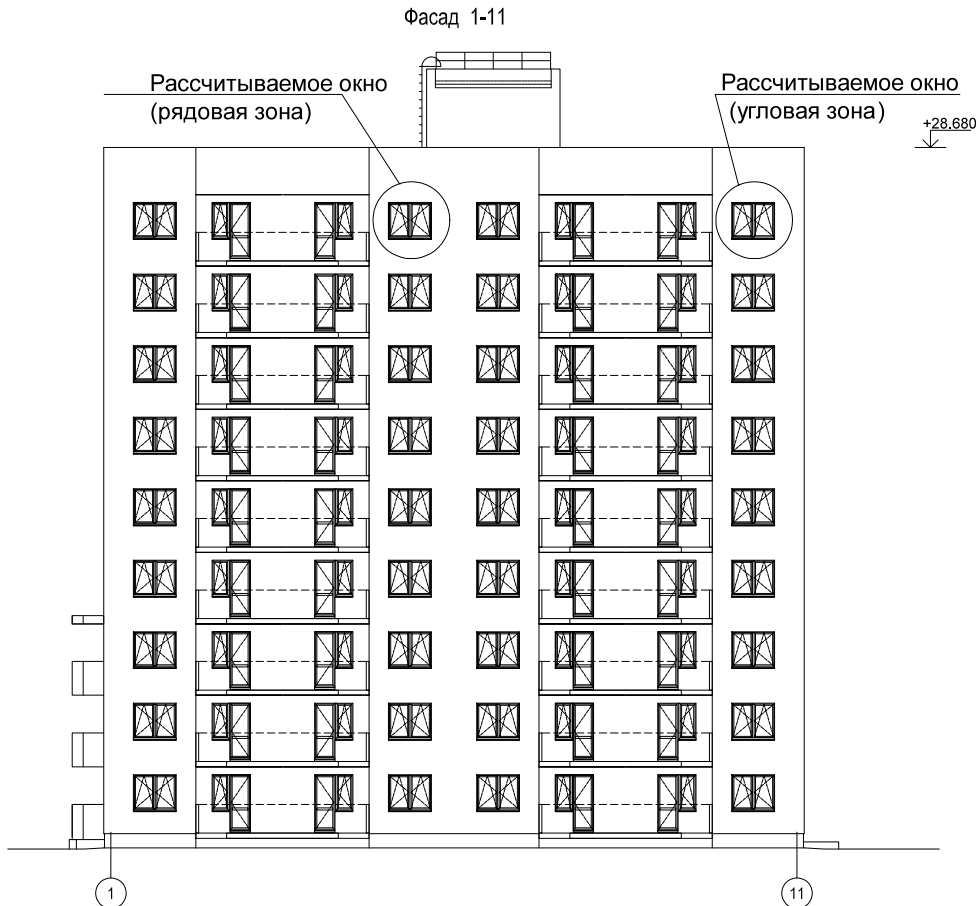 Фасад 1-11
Рассчитываемое окно
(рядовая зона)
Рассчитываемое окно
(угловая зона)
+28.680
1
11